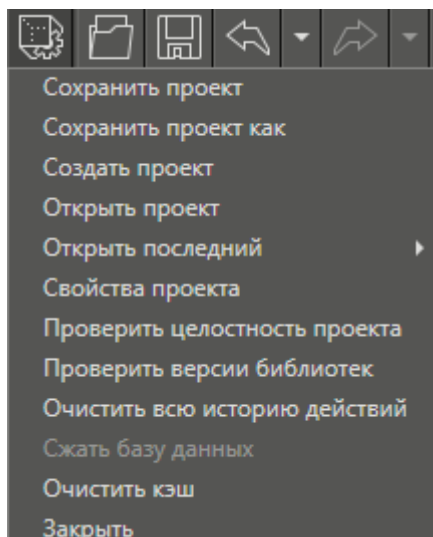 Сохранить проект
Сохранить проект как
Создать проект
Открыть проект
Открыть последний
Свойства проекта
Проверить целостность проекта
Проверить версии библиотек
Очистить всю историю действий
Сжать базу данных
Очистить кэш
Закрыть